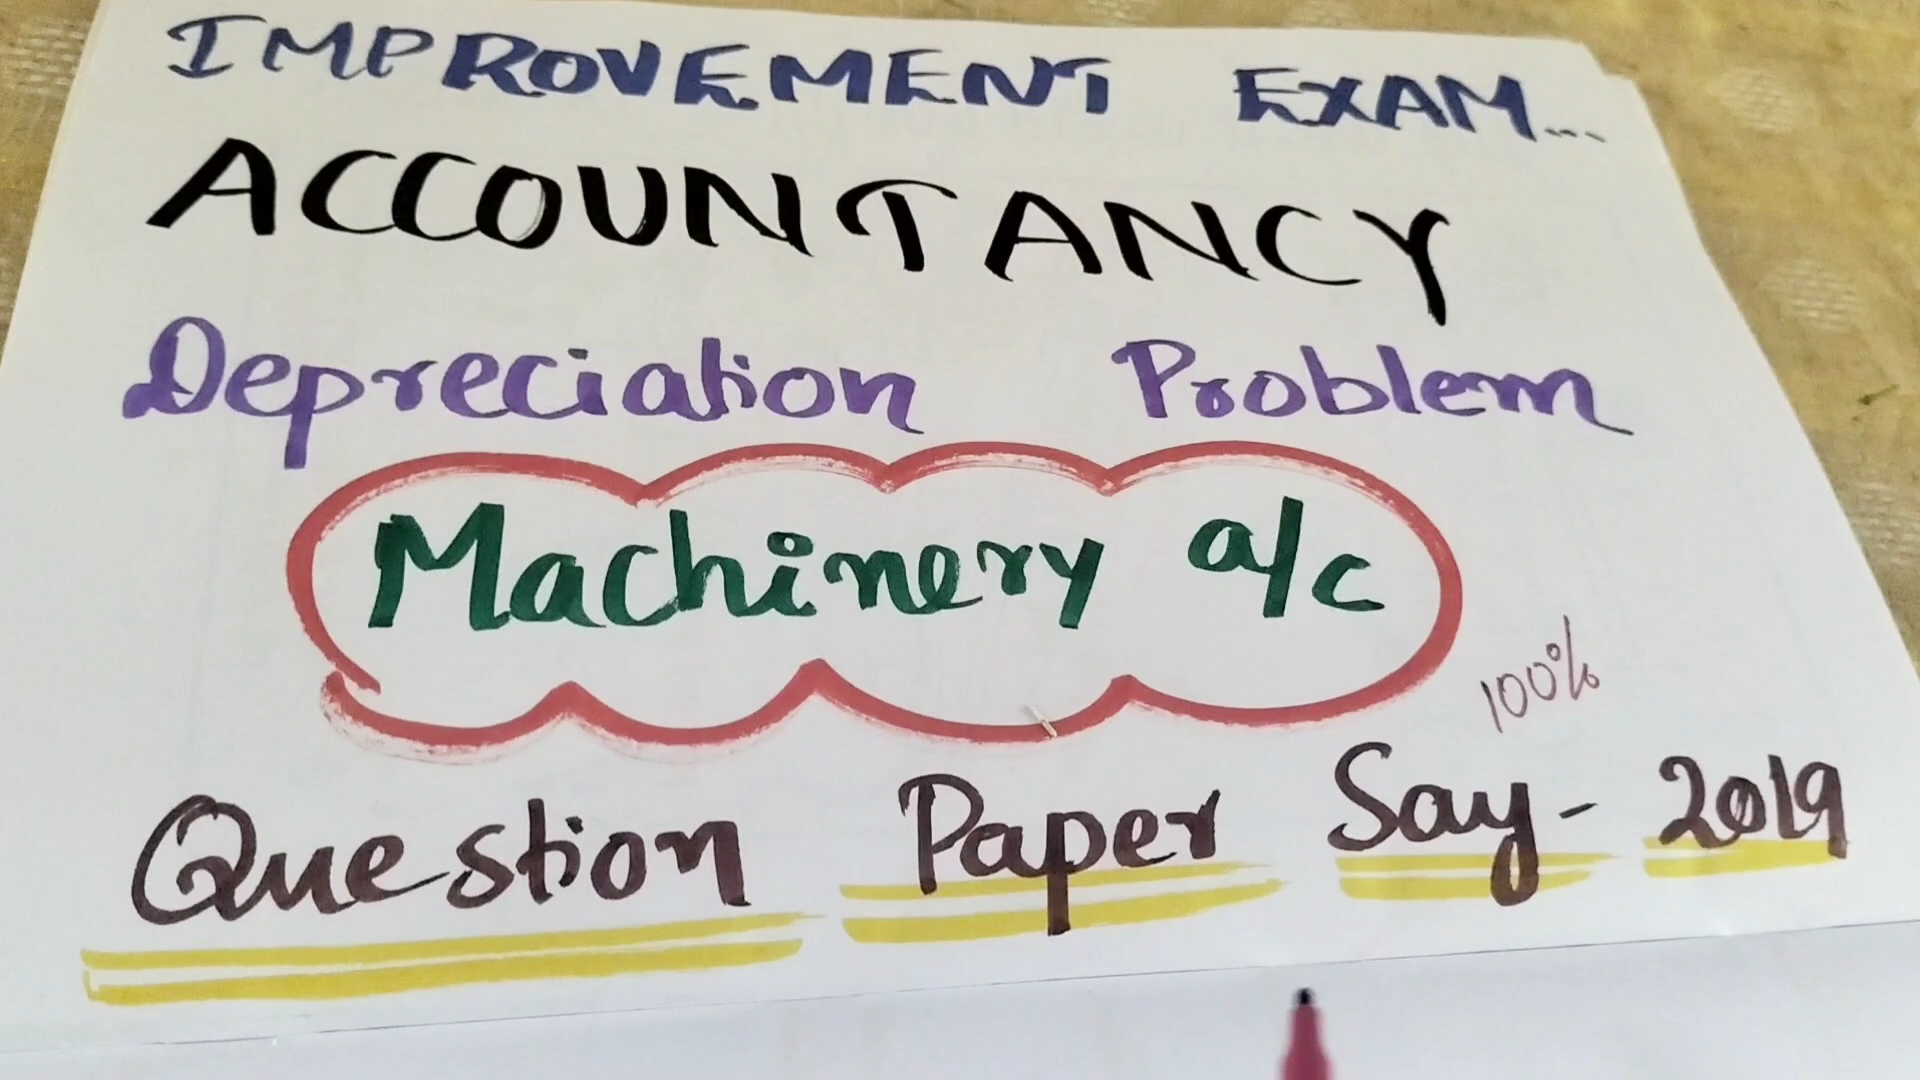 IMPROVEMENT EXAM...
ACCOUNTANCY
Depreciation Problem
Machinery a/c
100%
Question Paper Say - 2019